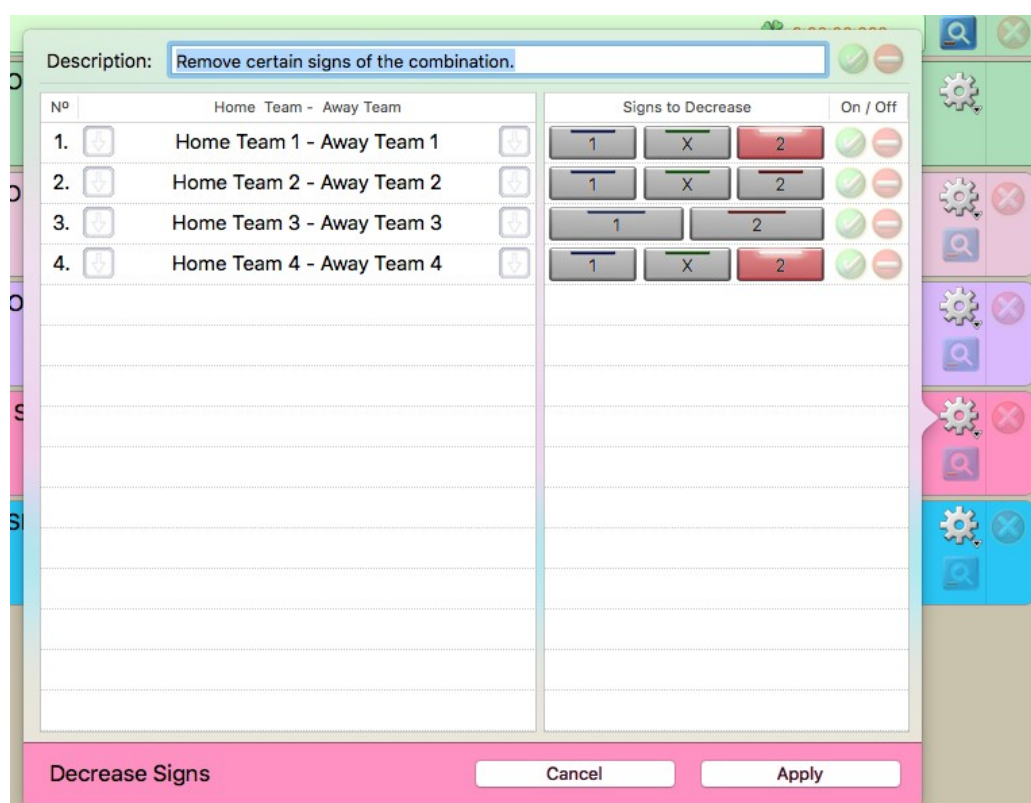 Description: Remove certain signs of the combination.
Nº Home Team - Away Team Signs to Decrease On / Off
1. Home Team 1 - Away Team 1 1 X 2
2. Home Team 2 - Away Team 2 1 X 2
3. Home Team 3 - Away Team 3 1 2
4. Home Team 4 - Away Team 4 1 X 2
Decrease Signs Cancel Apply